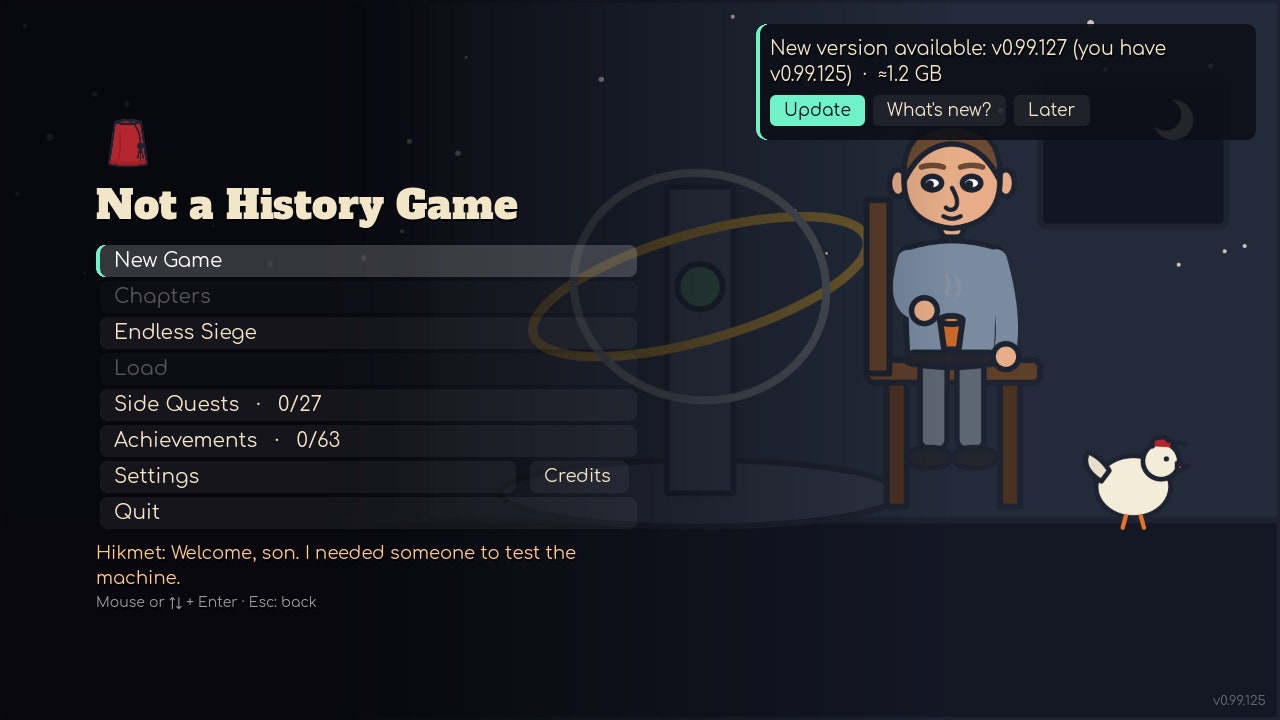 New version available: v0.99.127 (you have
v0.99.125)  ·  ≈1.2 GB
Update
What's new?
Later
Not a History Game
New Game
Chapters
Endless Siege
Load
Side Quests  ·  0/27
Achievements  ·  0/63
Settings
Credits
Quit
Hikmet: Welcome, son. I needed someone to test the
machine.
Mouse or ↑↓ + Enter · Esc: back
v0.99.125